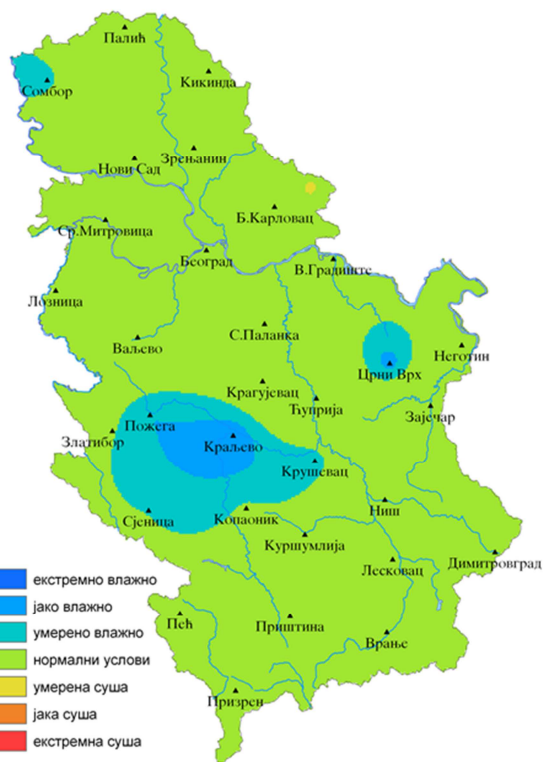 Палић
Кикинда
Сомбор
Зрењанин
Нови Сад
Б.Карловац
Ср.Митровица
Београд
В.Градиште
Лозница
С.Паланка
Ваљево
Неготин
Црни Врх
Крагујевац
Ћуприја
Зајечар
Пожега
Златибор
Краљево
Крушевац
Сјеница
Копаоник
Ниш
Куршумлија
Димитровград
Лесковац
екстремно влажно
јако влажно
умерено влажно
нормални услови
умерена суша
јака суша
екстремна суша
Пећ
Приштина
Врање
Призрен